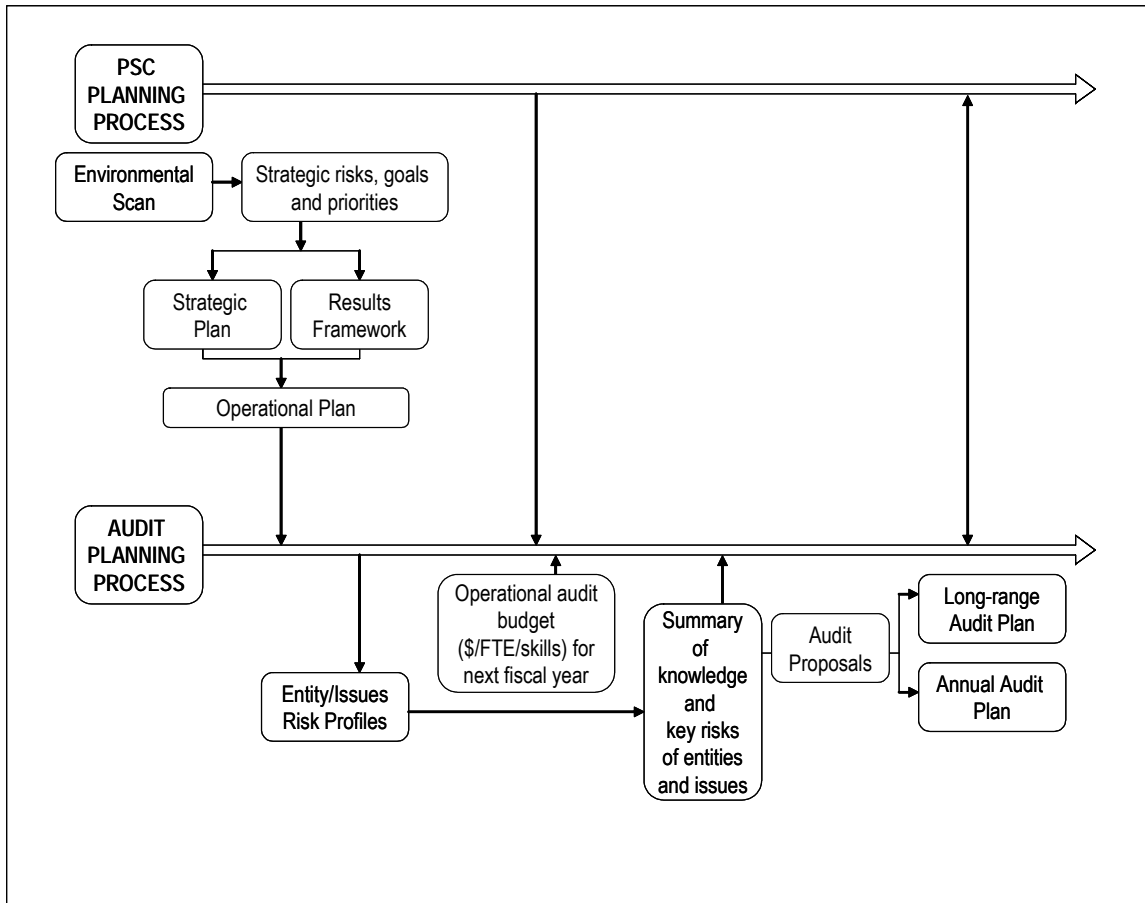 PSC
PLANNING
PROCESS
Environmental
Scan
Strategic risks, goals
and priorities
Strategic
Plan
Results
Framework
Operational Plan
AUDIT
PLANNING
PROCESS
Operational audit
budget
($/FTE/skills) for
next fiscal year
Entity/Issues
Risk Profiles
Summary
of
knowledge
and
key risks
of entities
and issues
Audit
Proposals
Long-range
Audit Plan
Annual Audit
Plan